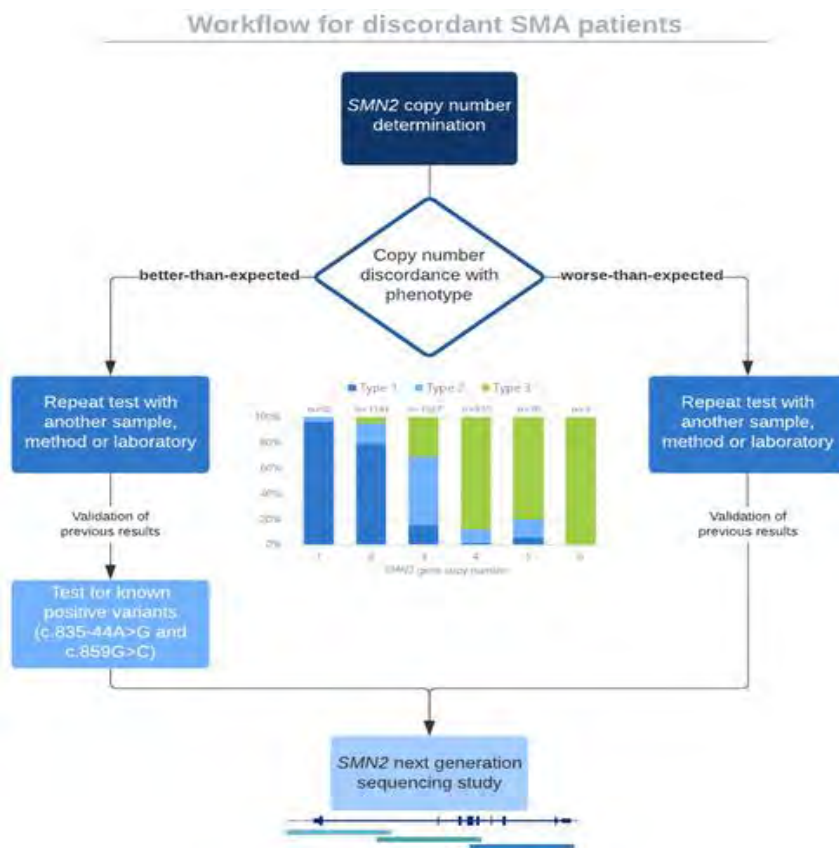 Workflow for discordant SMA patients
SMN2 copy number
determination
Copy number
discordance with
phenotype
better-than-expected
worse-than-expected
Repeat test with
another sample,
method or laboratory
Type 1 Type 2 Type 3
100%
80%
60%
40%
20%
0%
1 2 3 4 5 6
SMN2 gene copy number
Repeat test with
another sample,
method or laboratory
Validation of
previous results
Validation of
previous results
Test for known
positive variants
(c.835-44A>G and
c.859G>C)
SMN2 next generation
sequencing study